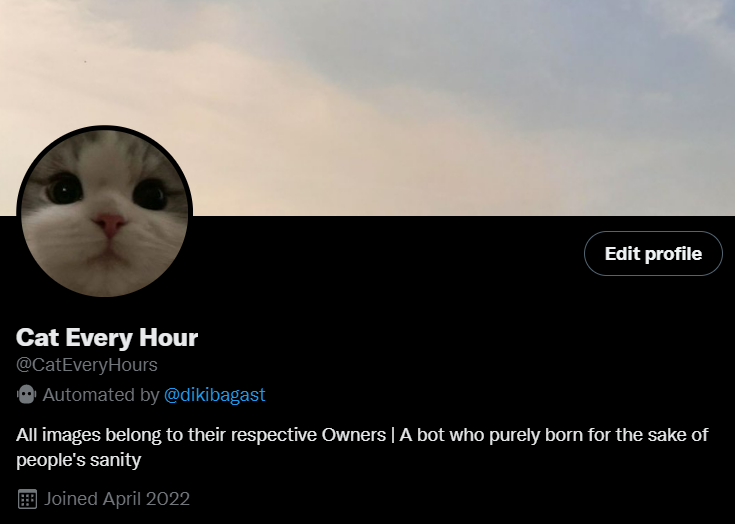 Edit profile
Cat Every Hour
@CatEveryHours
Automated by @dikibagast
All images belong to their respective Owners | A bot who purely born for the sake of
people's sanity
Joined April 2022